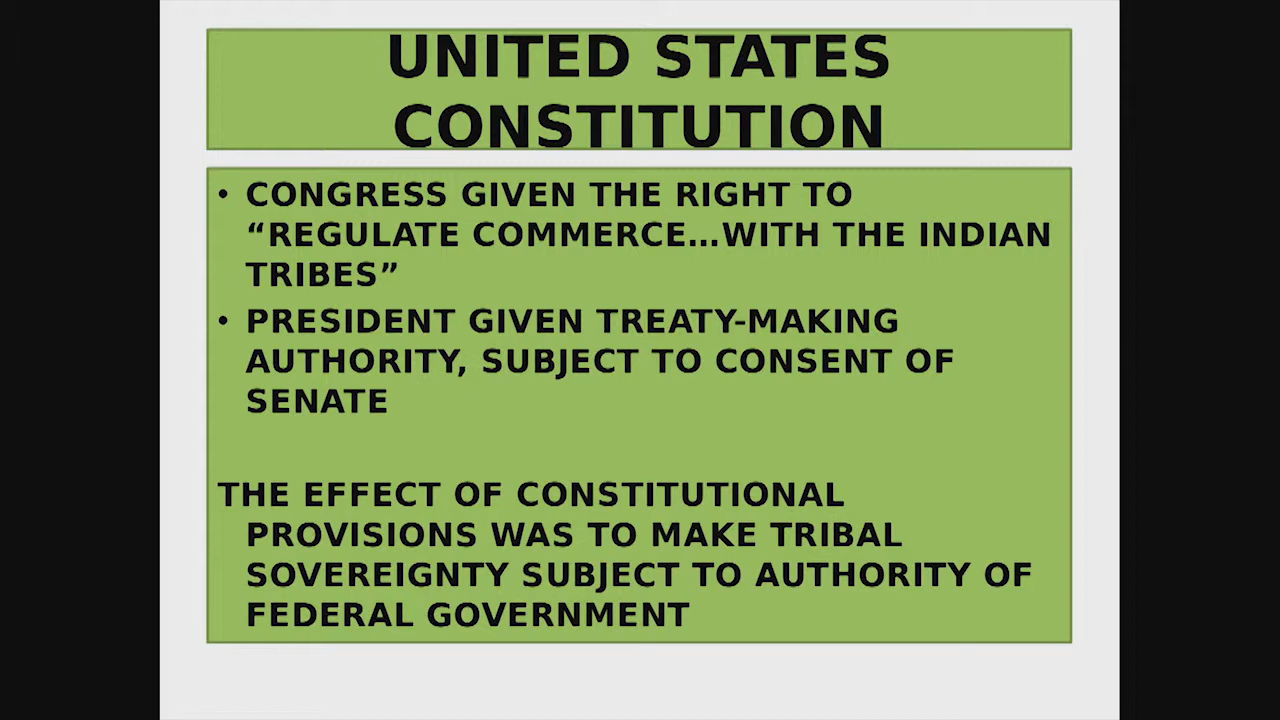 UNITED STATES
CONSTITUTION
• CONGRESS GIVEN THE RIGHT TO
“REGULATE COMMERCE…WITH THE INDIAN
TRIBES”
• PRESIDENT GIVEN TREATY-MAKING
AUTHORITY, SUBJECT TO CONSENT OF
SENATE
THE EFFECT OF CONSTITUTIONAL
PROVISIONS WAS TO MAKE TRIBAL
SOVEREIGNTY SUBJECT TO AUTHORITY OF
FEDERAL GOVERNMENT